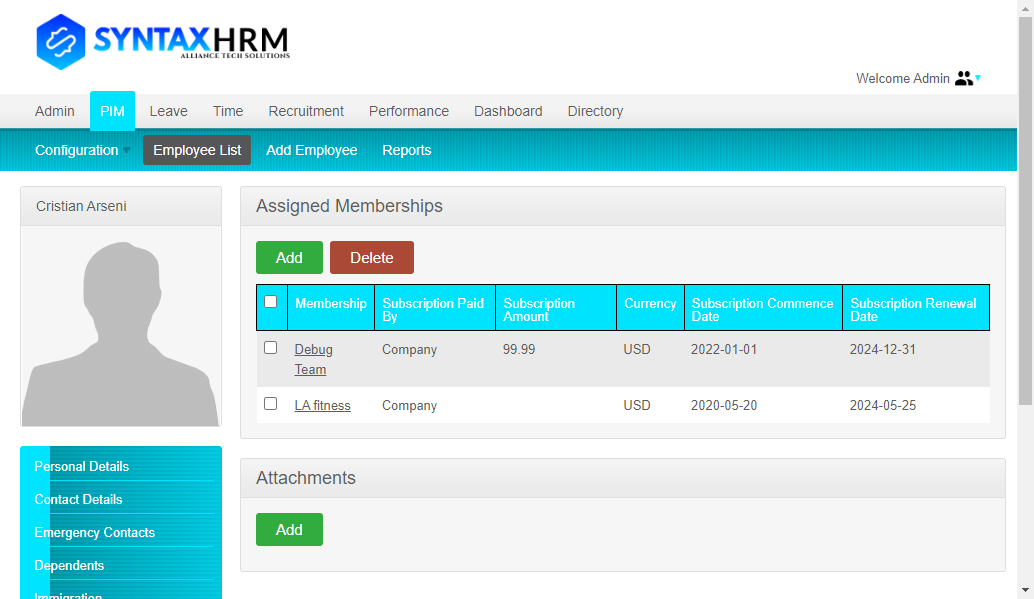 SYNTAXHRM
ALLIANCE TECH SOLUTIONS
Welcome Admin
Admin PIM Leave Time Recruitment Performance Dashboard Directory
Configuration Employee List Add Employee Reports
Cristian Arseni
Assigned Memberships
Add Delete
Membership Subscription Paid By Subscription Amount Currency Subscription Commence Date Subscription Renewal Date
Debug Team Company 99.99 USD 2022-01-01 2024-12-31
LA fitness Company USD 2020-05-20 2024-05-25
Attachments
Add
Personal Details
Contact Details
Emergency Contacts
Dependents
Immigration